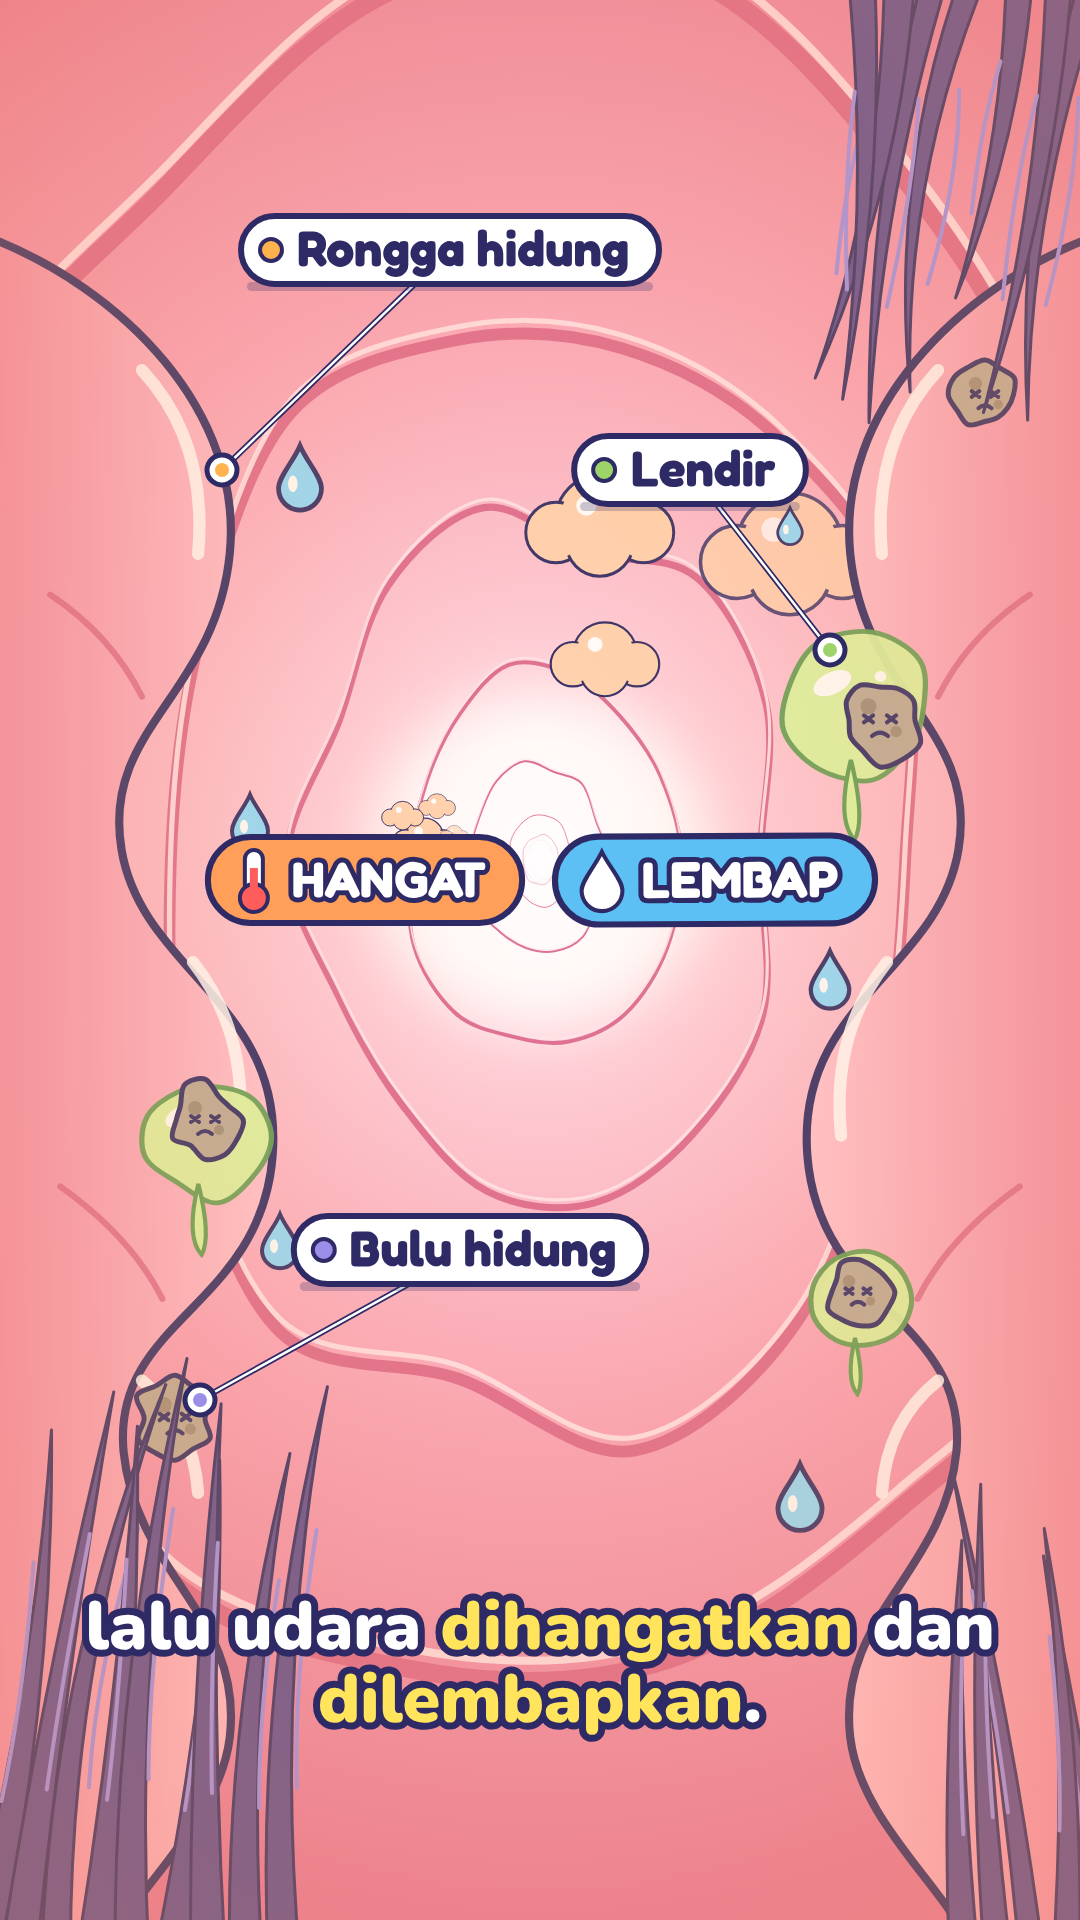 Rongga hidung
Lendir
HANGAT
LEMBAP
Bulu hidung
lalu udara dihangatkan dan
dilembapkan.